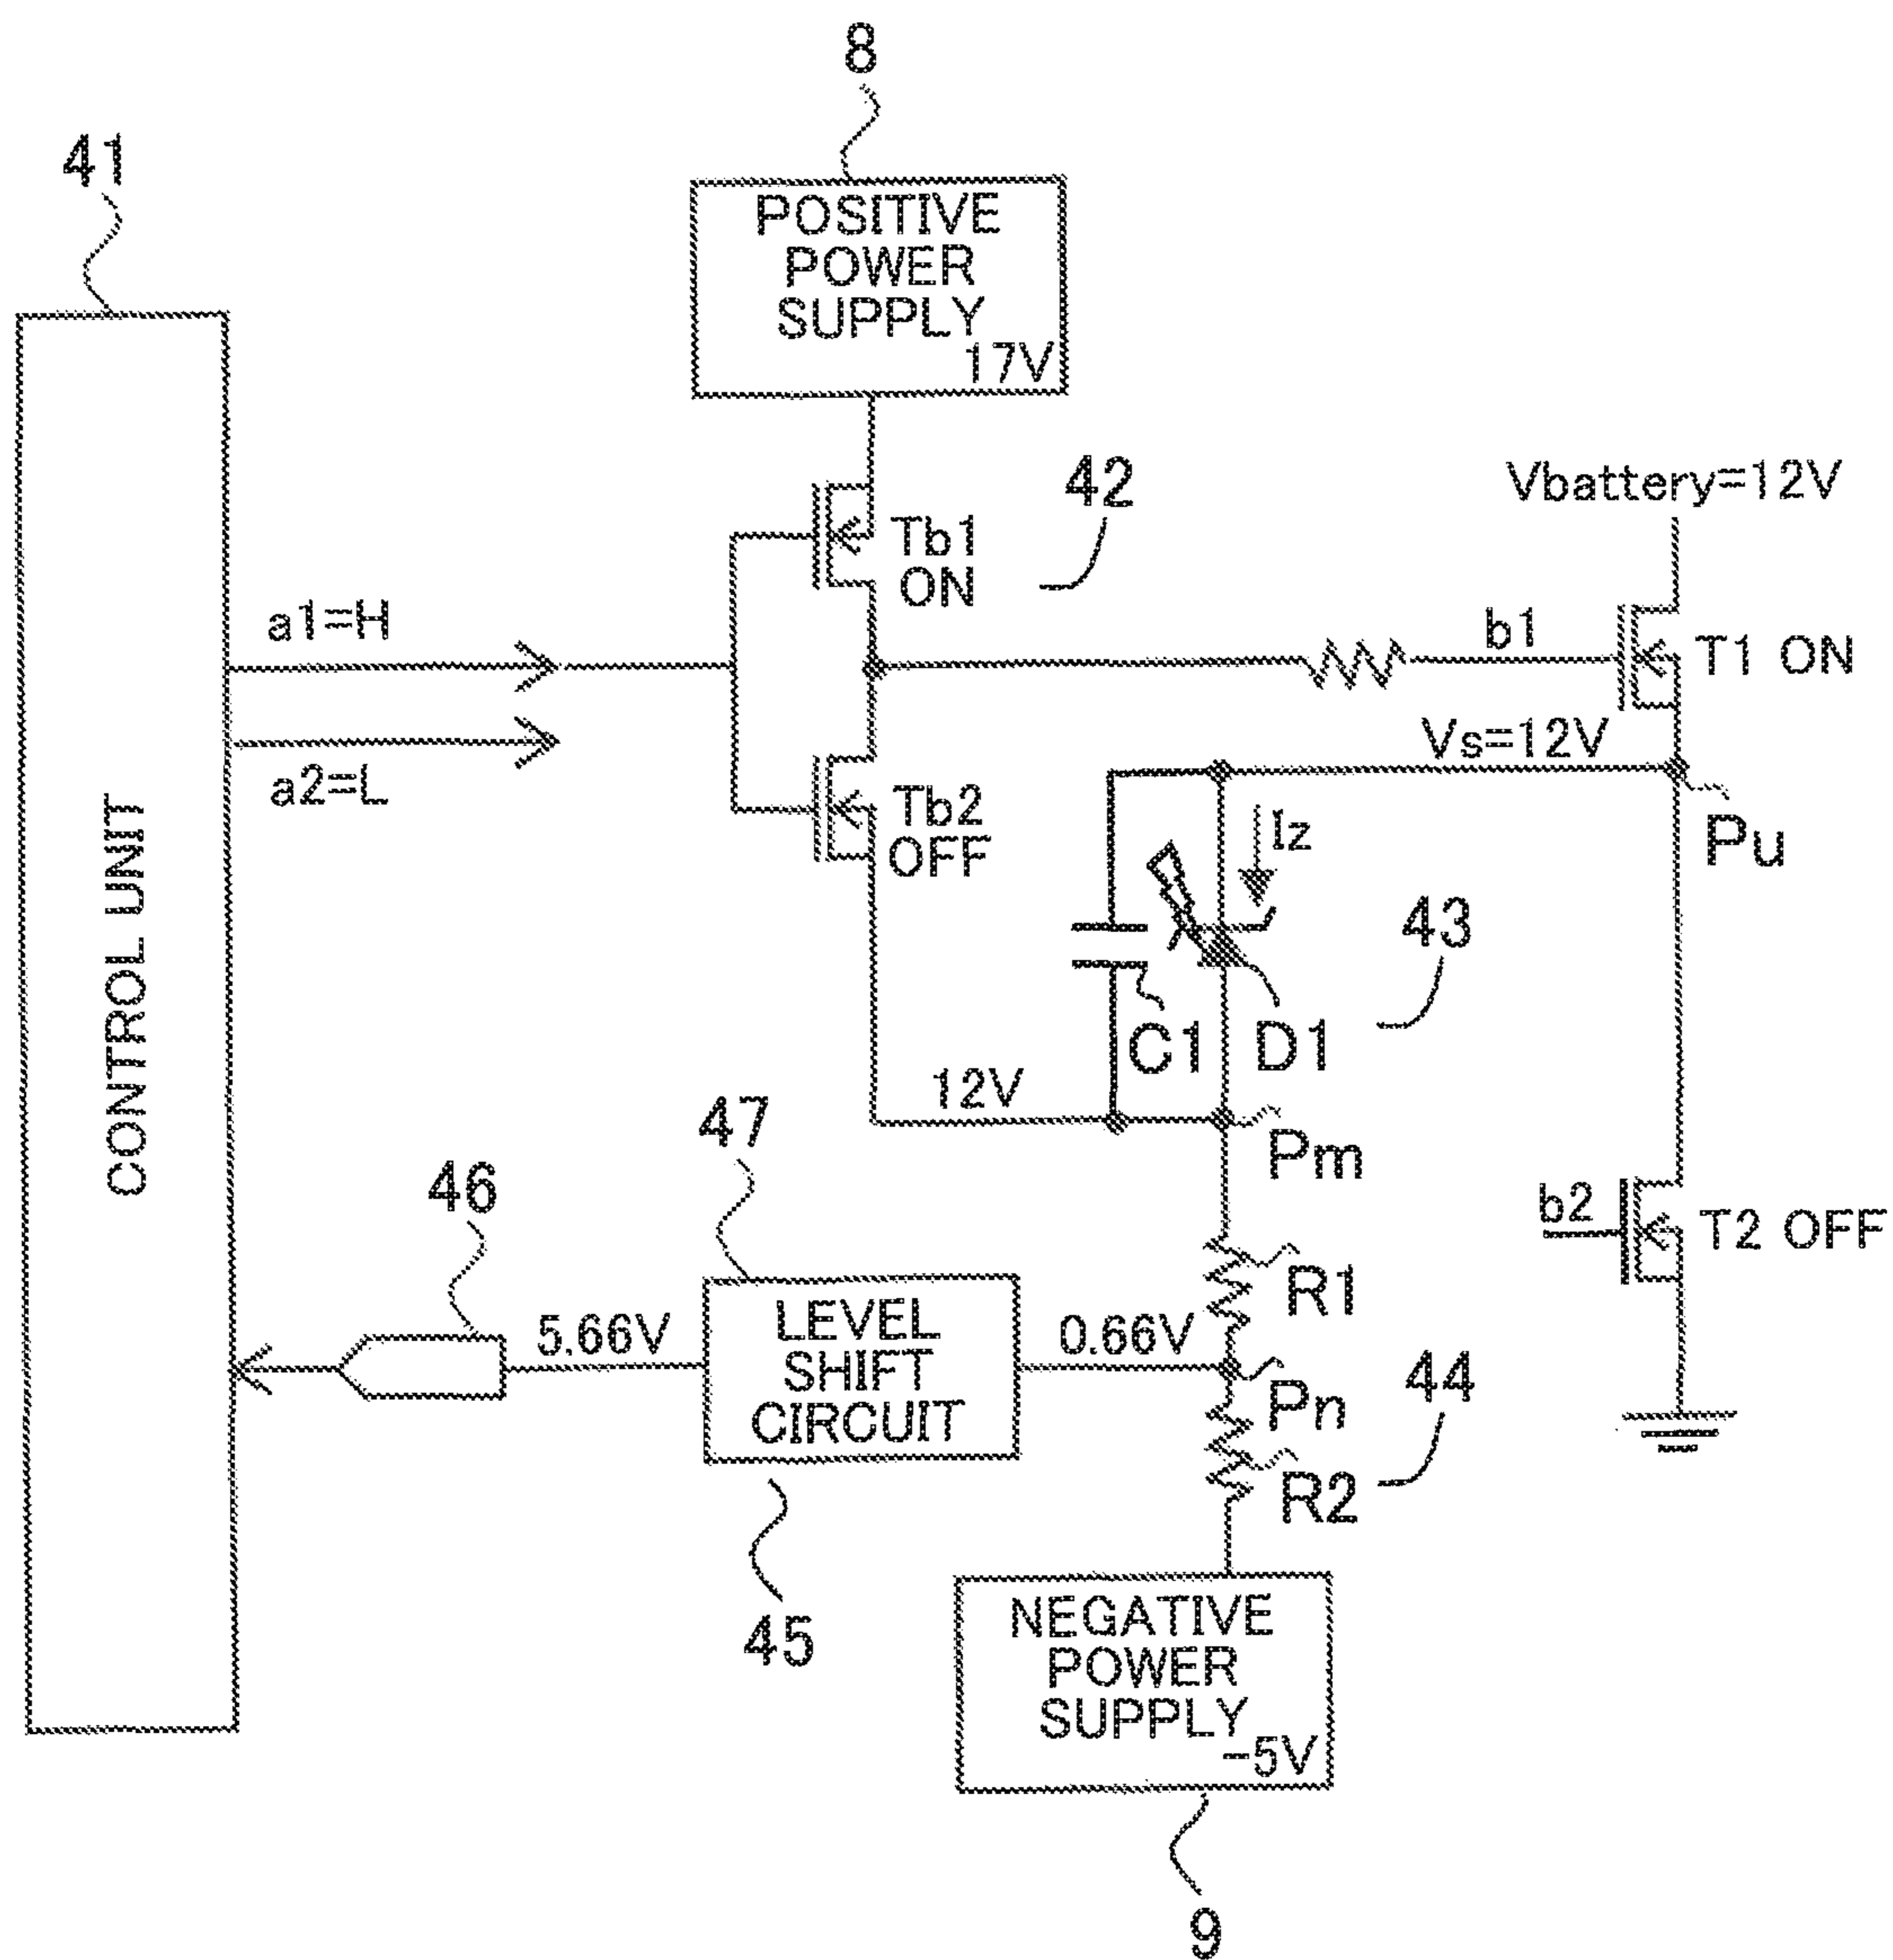 8
41
POSITIVE
POWER
SUPPLY
17V
42
Vbattery=12V
Tb1
ON
a1=H
b1
T1 ON
a2=L
Vs=12V
Tb2
OFF
Iz
Pu
CONTROL UNIT
43
C1
D1
12V
47
Pm
46
b2
T2 OFF
R1
5.66V
LEVEL
SHIFT
CIRCUIT
0.66V
Pn
44
R2
45
NEGATIVE
POWER
SUPPLY
-5V
9